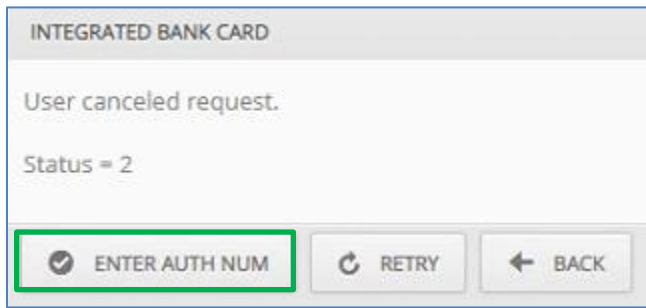 INTEGRATED BANK CARD
User canceled request.
Status = 2
ENTER AUTH NUM RETRY BACK